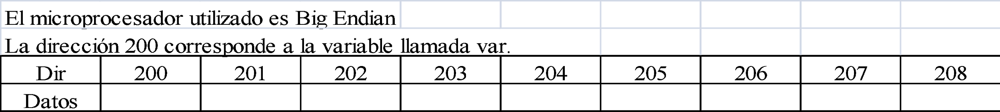 El microprocesador utilizado es Big Endian
La dirección 200 corresponde a la variable llamada var.
Dir 200 201 202 203 204 205 206 207 208
Datos